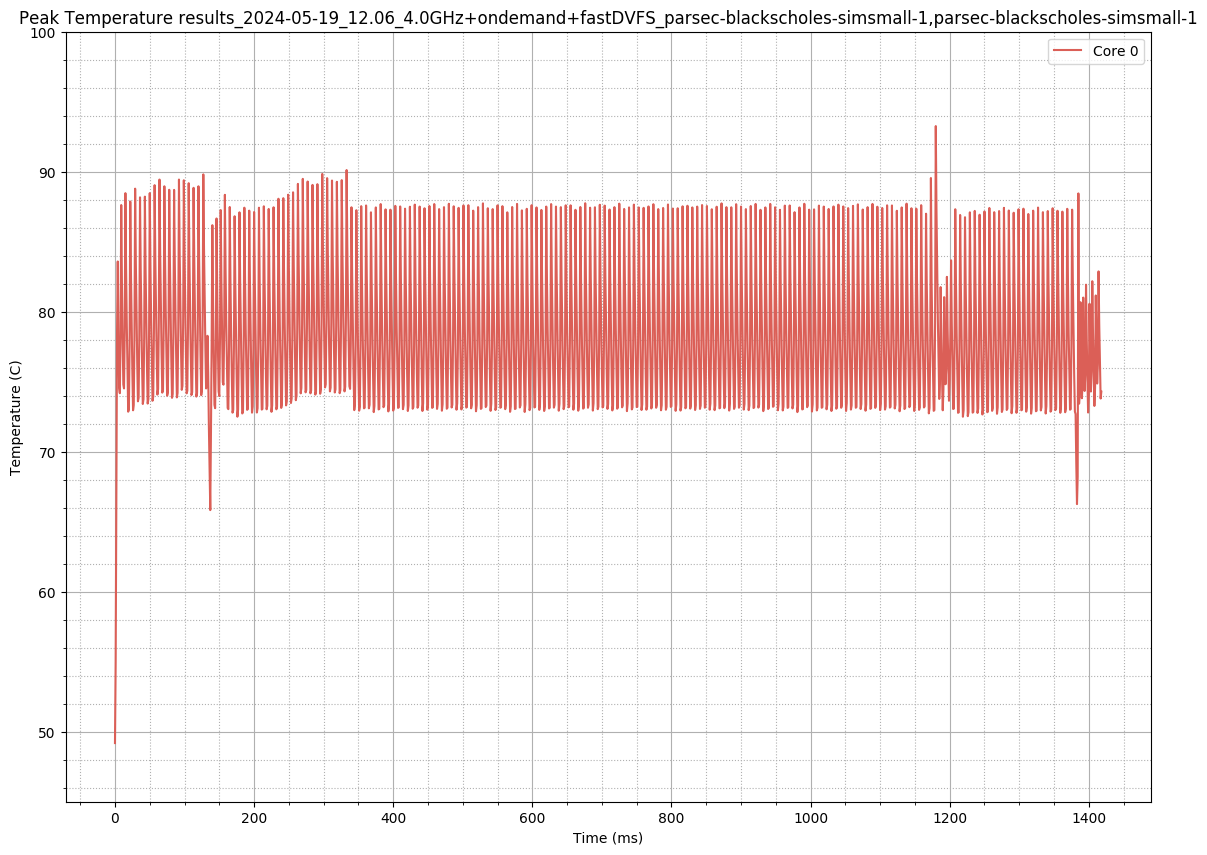 Peak Temperature results_2024-05-19_12.06_4.0GHz+ondemand+fastDVFS_parsec-blackscholes-simsmall-1,parsec-blackscholes-simsmall-1
100
Core 0
90
80
70
60
50
Temperature (C)
0 200 400 600 800 1000 1200 1400
Time (ms)